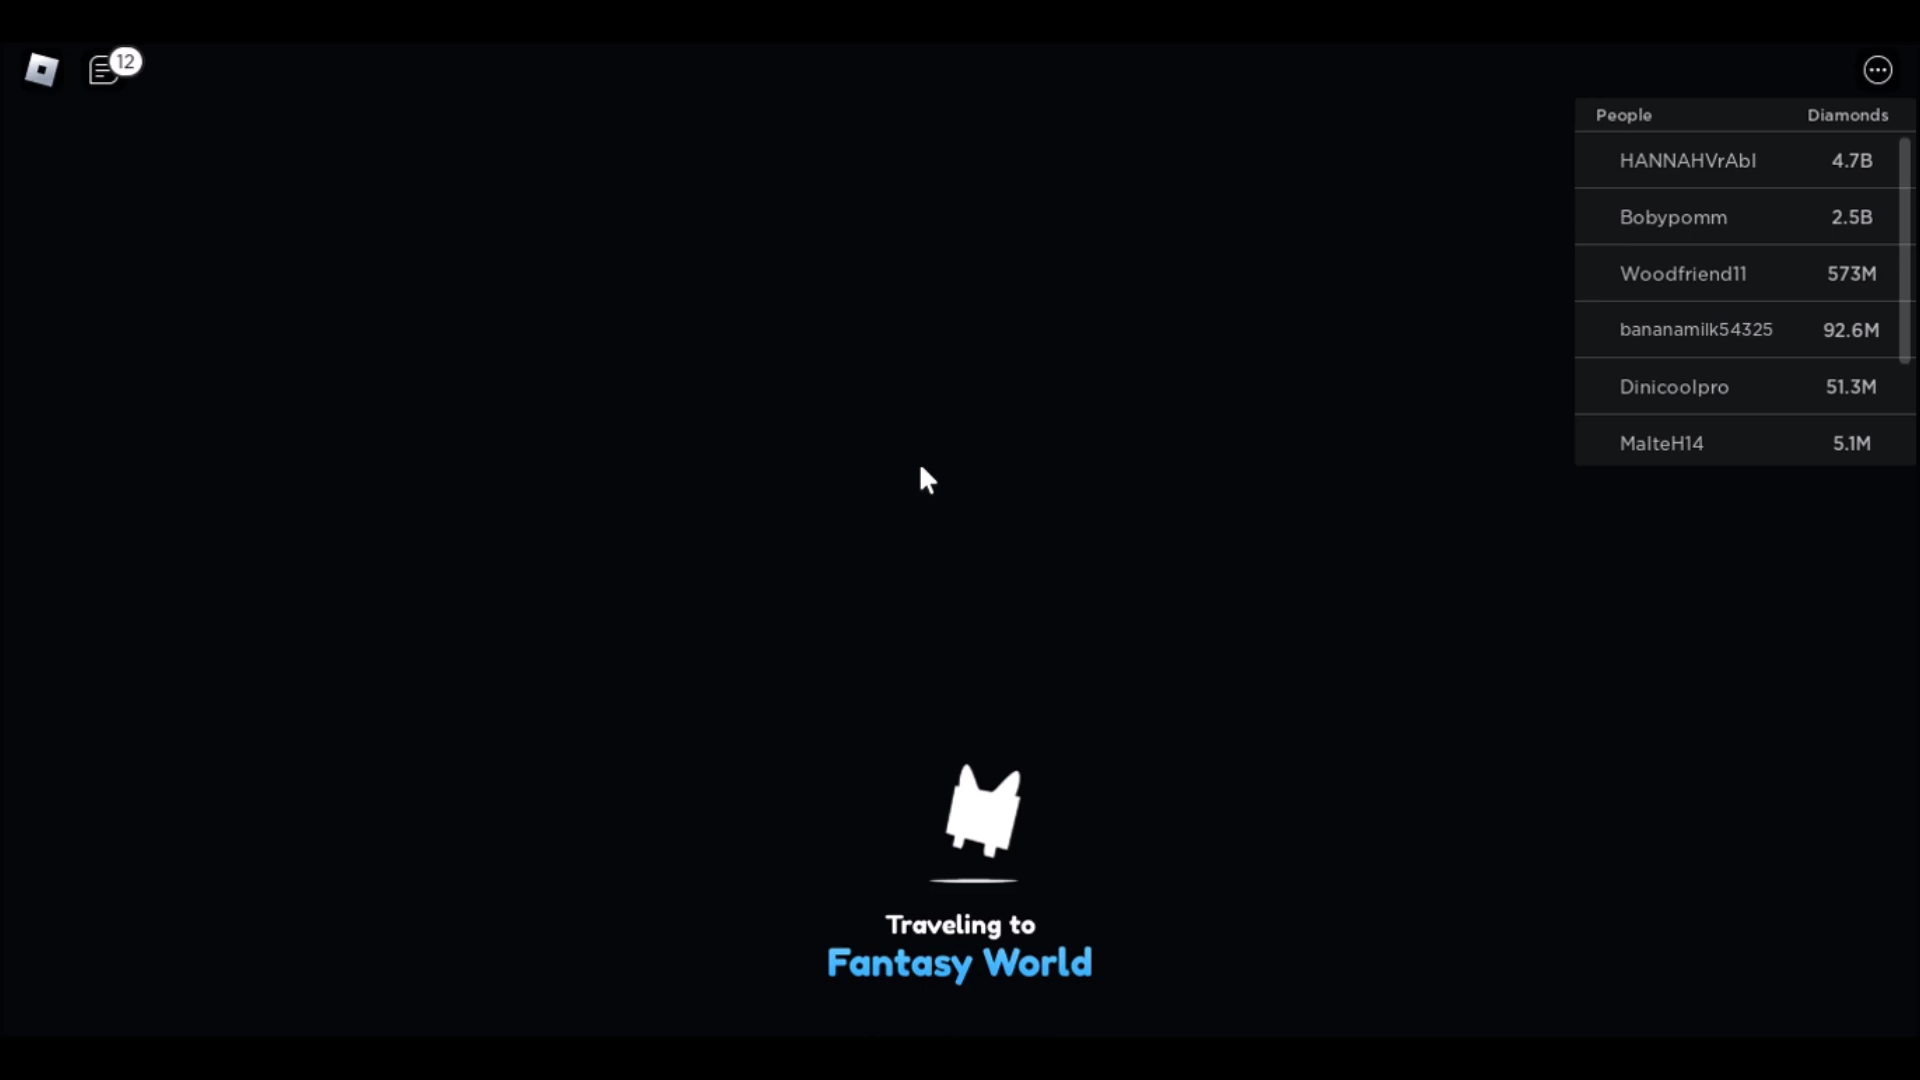 12
People Diamonds
HANNAHVrAbI 4.7B
Bobypomm 2.5B
Woodfriend11 573M
bananamilk54325 92.6M
Dinicoolpro 51.3M
MalteH14 5.1M
Traveling to
Fantasy World